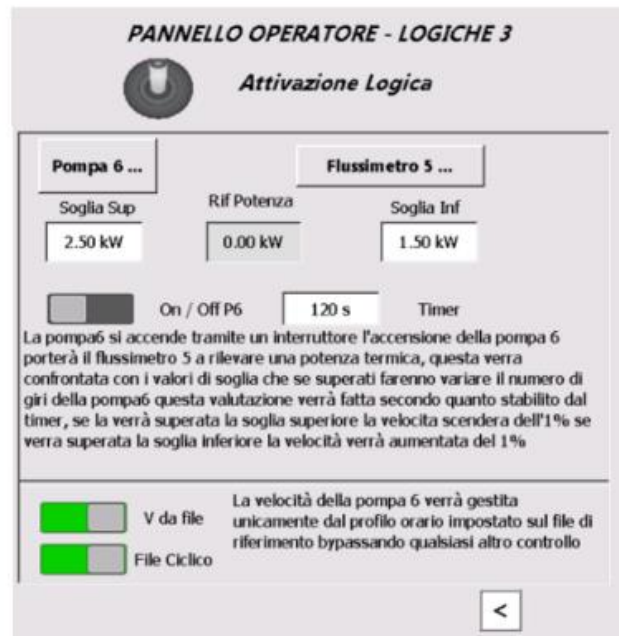 PANNELLO OPERATORE - LOGICHE 3
Attivazione Logica
Pompa 6 ...
Flussimetro 5 ...
Soglia Sup
Rif Potenza
Soglia Inf
2.50 kW
0.00 kW
1.50 kW
On / Off P6
120 s
Timer
La pompa6 si accende tramite un interruttore l'accensione della pompa 6
porterà il flussimetro 5 a rilevare una potenza termica, questa verra
confrontata con i valori di soglia che se superati farenno variare il numero di
giri della pompa6 questa valutazione verrà fatta secondo quanto stabilito dal
timer, se la verrà superata la soglia superiore la velocita scendera dell'1% se
verra superata la soglia inferiore la velocità verrà aumentata del 1%
V da file
File Ciclico
La velocità della pompa 6 verrà gestita
unicamente dal profilo orario impostato sul file di
riferimento bypassando qualsiasi altro controllo
<